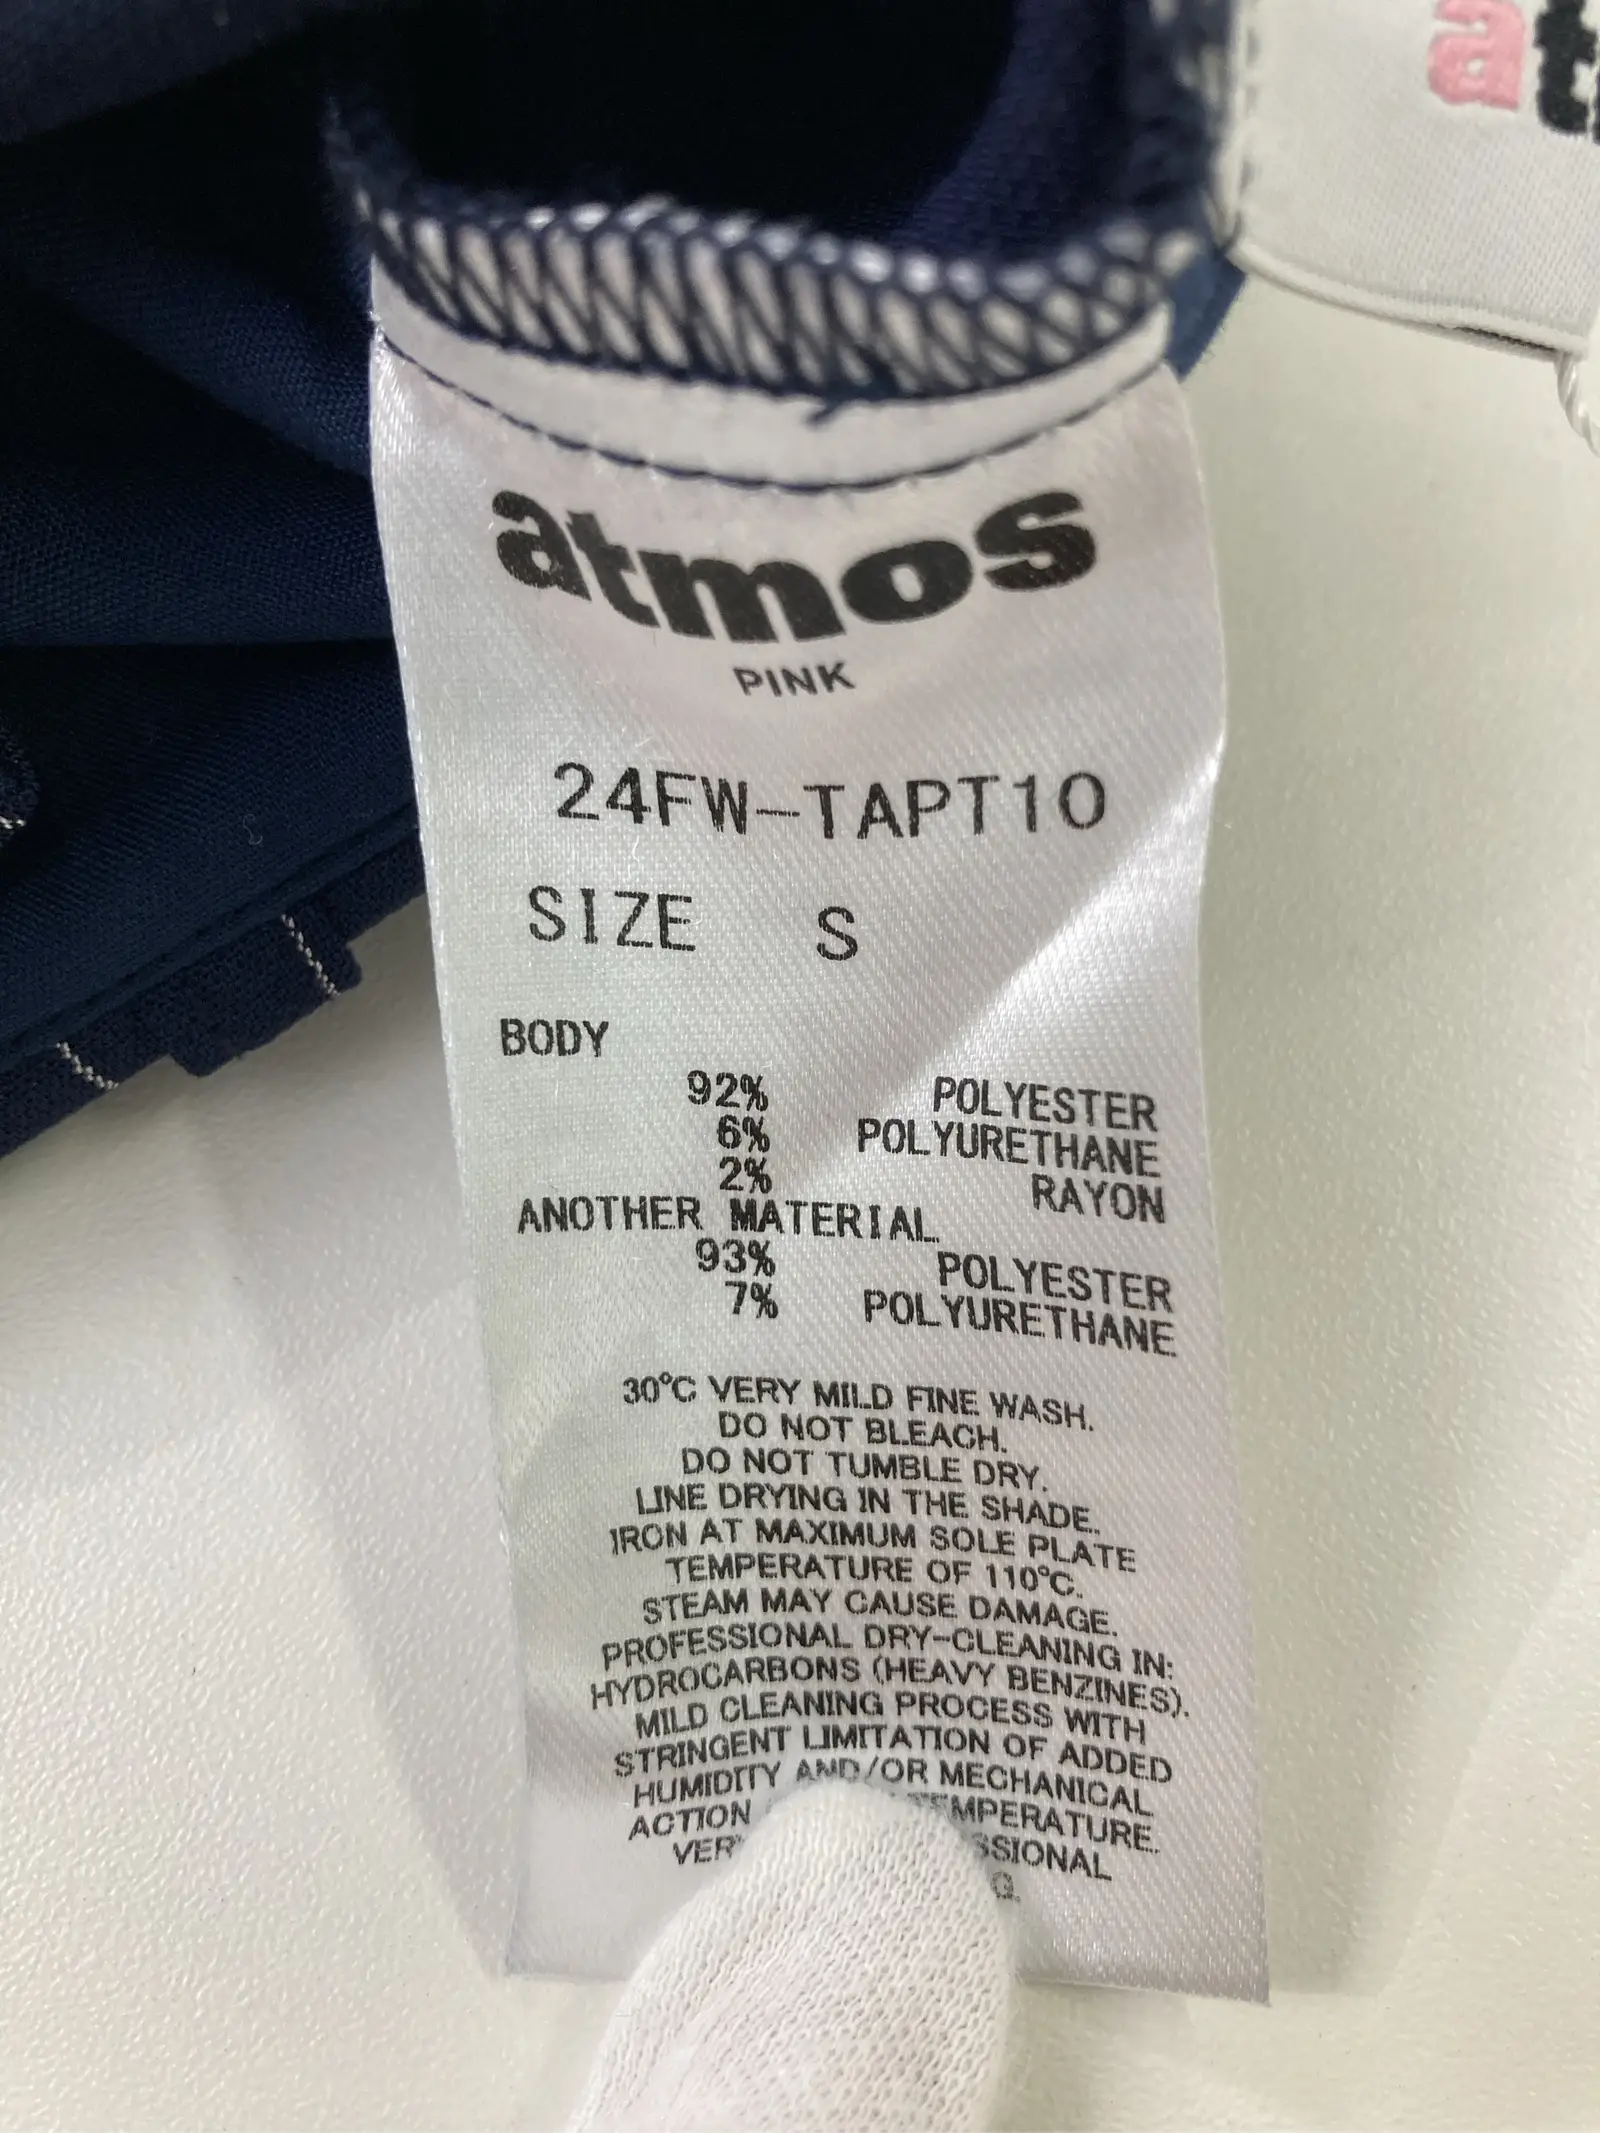 at
atmos
PINK
24FW-TAPT10
SIZE S
BODY
92% POLYESTER
6% POLYURETHANE
2% RAYON
ANOTHER MATERIAL
93% POLYESTER
7% POLYURETHANE
30°C VERY MILD FINE WASH.
DO NOT BLEACH.
DO NOT TUMBLE DRY.
LINE DRYING IN THE SHADE.
IRON AT MAXIMUM SOLE PLATE
TEMPERATURE OF 110°C.
STEAM MAY CAUSE DAMAGE.
PROFESSIONAL DRY-CLEANING IN:
HYDROCARBONS (HEAVY BENZINES).
MILD CLEANING PROCESS WITH
STRINGENT LIMITATION OF ADDED
HUMIDITY AND/OR MECHANICAL
ACTION TEMPERATURE.